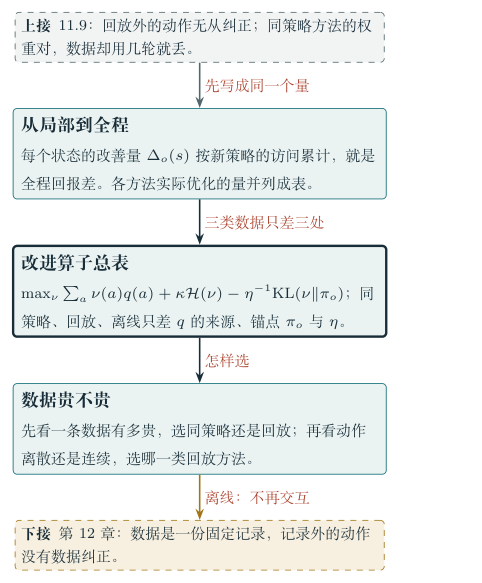 上接 11.9：回放外的动作无从纠正；同策略方法的权
重对，数据却用几轮就丢。
先写成同一个量
从局部到全程
每个状态的改善量 Δₒ(s) 按新策略的访问累计，就是
全程回报差。各方法实际优化的量并列成表。
三类数据只差三处
改进算子总表
max_ν ∑_a ν(a)q(a) + κℋ(ν) − η⁻¹KL(ν‖πₒ)；同
策略、回放、离线只差 q 的来源、锚点 πₒ 与 η。
怎样选
数据贵不贵
先看一条数据有多贵，选同策略还是回放；再看动作
离散还是连续，选哪一类回放方法。
离线：不再交互
下接 第 12 章：数据是一份固定记录，记录外的动作
没有数据纠正。